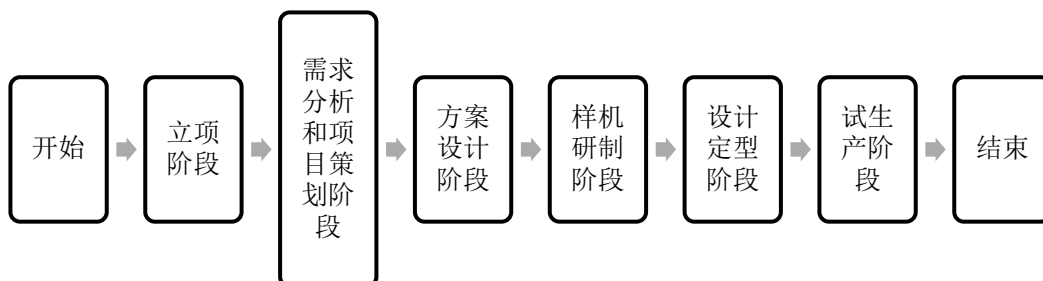 开始
立项
阶段
需求
分析
和项
目策
划阶
段
方案
设计
阶段
样机
研制
阶段
设计
定型
阶段
试生
产阶
段
结束